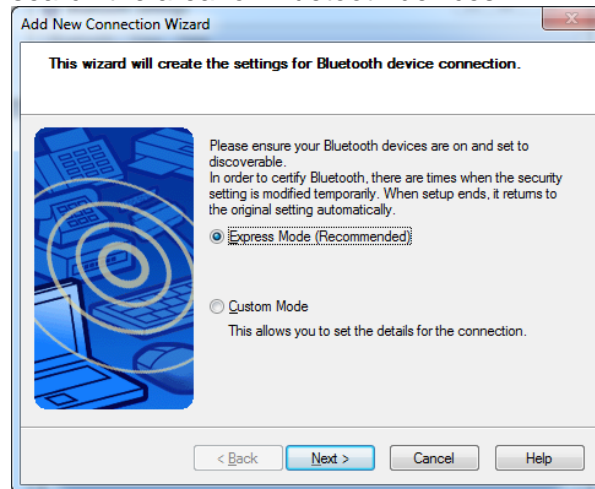 Add New Connection Wizard
This wizard will create the settings for Bluetooth device connection.
Please ensure your Bluetooth devices are on and set to
discoverable.
In order to certify Bluetooth, there are times when the security
setting is modified temporarily. When setup ends, it returns to
the original setting automatically.
Express Mode (Recommended)
Custom Mode
This allows you to set the details for the connection.
< Back Next > Cancel Help